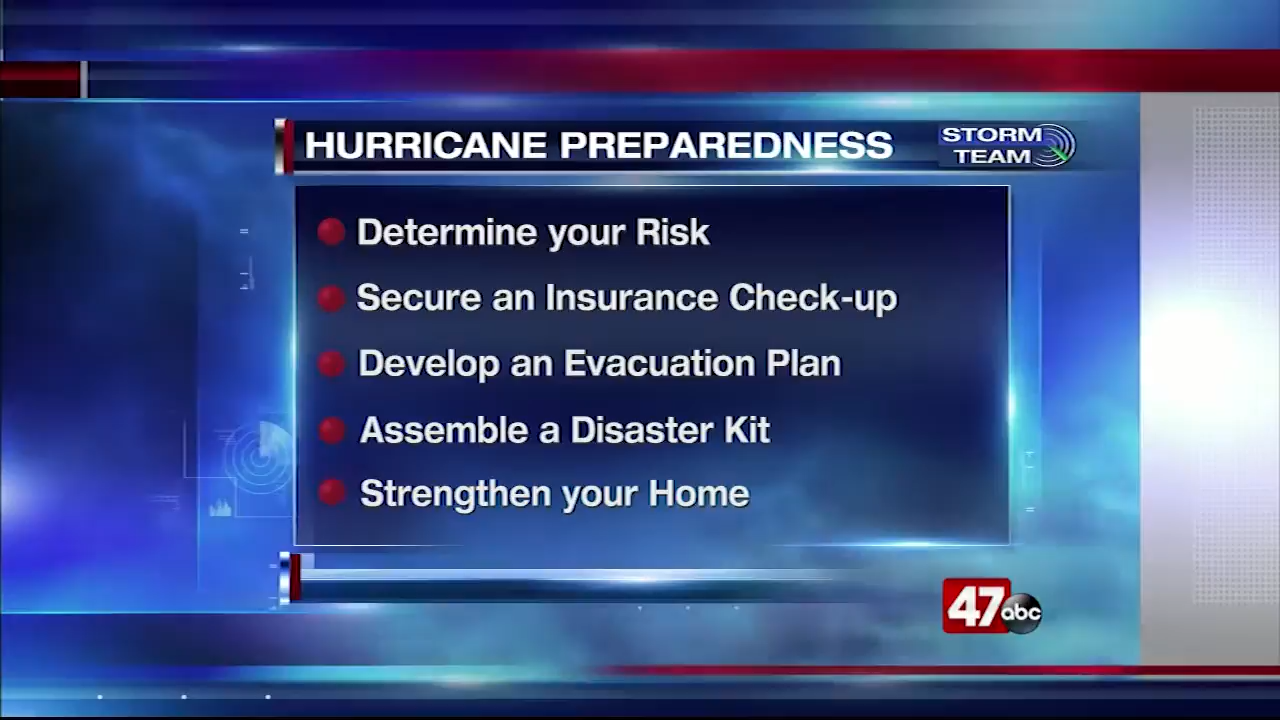 HURRICANE PREPAREDNESS
STORM
TEAM
Determine your Risk
Secure an Insurance Check-up
Develop an Evacuation Plan
Assemble a Disaster Kit
Strengthen your Home
47 abc